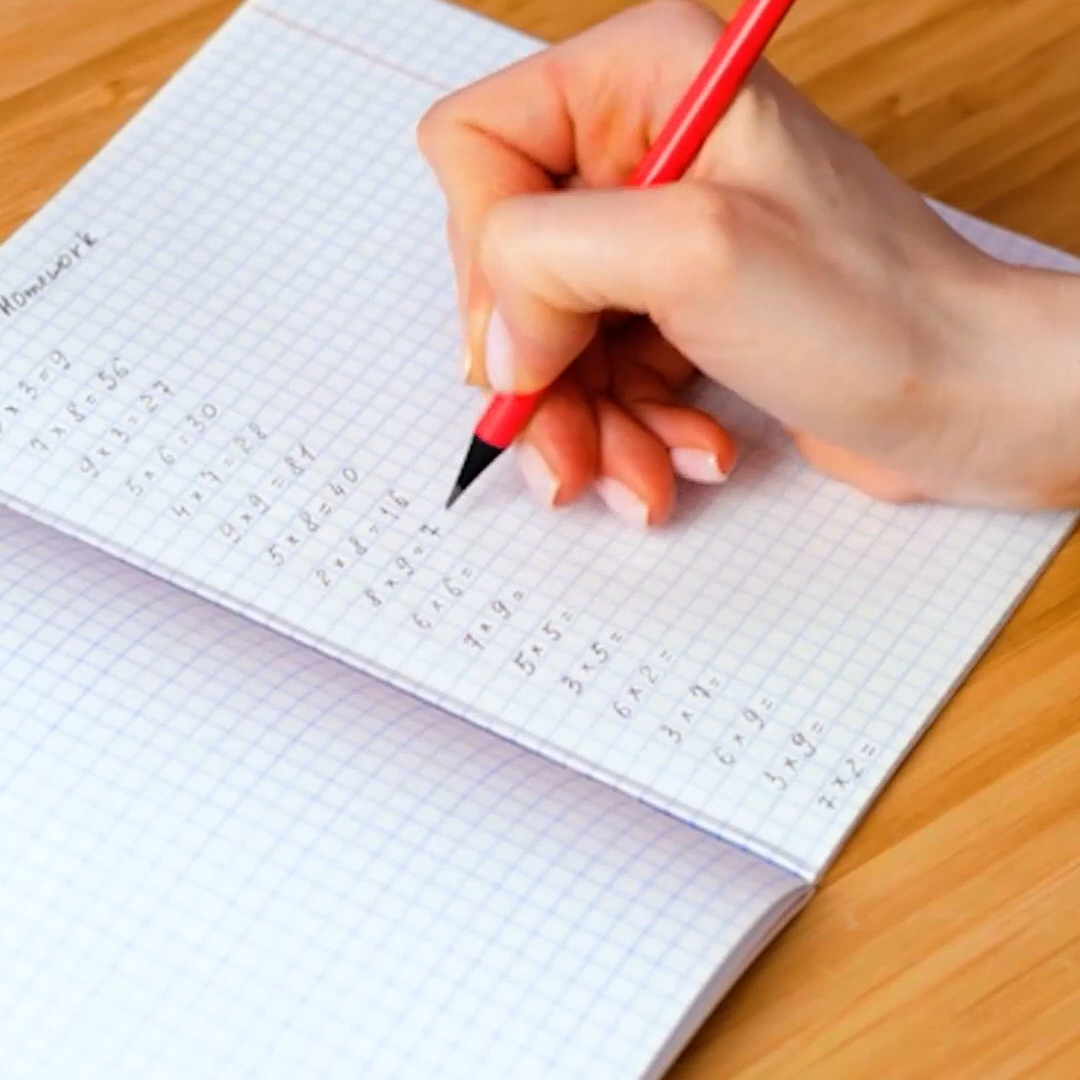 Homework
x 3 = 9
7 x 8 = 56
9 x 3 = 27
5 x 6 = 30
4 x 7 = 28
9 x 9 = 81
5 x 8 = 40
2 x 8 = 16
8 x 9 = 7
6 x 6 =
7 x 9 =
5 x 5 =
3 x 5 =
6 x 2 =
3 x 7 =
6 x 9 =
3 x 9 =
7 x 2 =